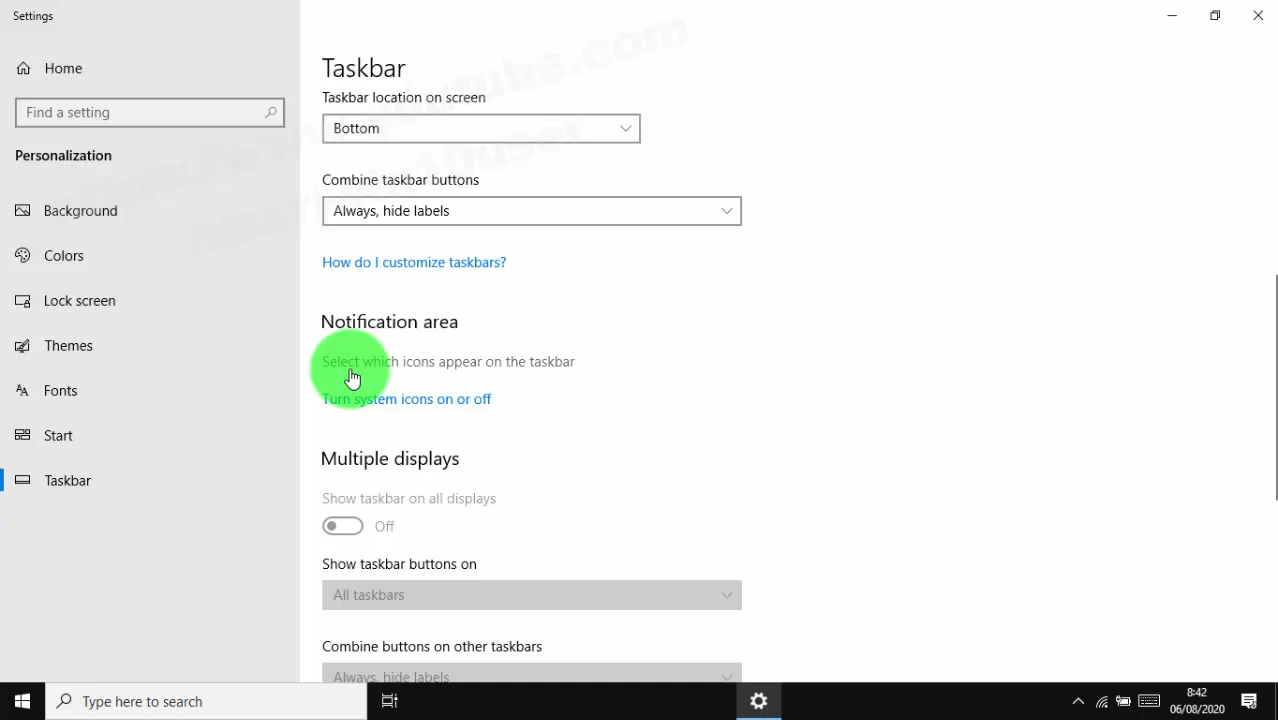 Settings
Home
Find a setting
Personalization
Background
Colors
Lock screen
Themes
Fonts
Start
Taskbar
Taskbar
Taskbar location on screen
Bottom
Combine taskbar buttons
Always, hide labels
How do I customize taskbars?
Notification area
Select which icons appear on the taskbar
Turn system icons on or off
Multiple displays
Show taskbar on all displays
Off
Show taskbar buttons on
All taskbars
Combine buttons on other taskbars
Always, hide labels
Type here to search
8:42
06/08/2020